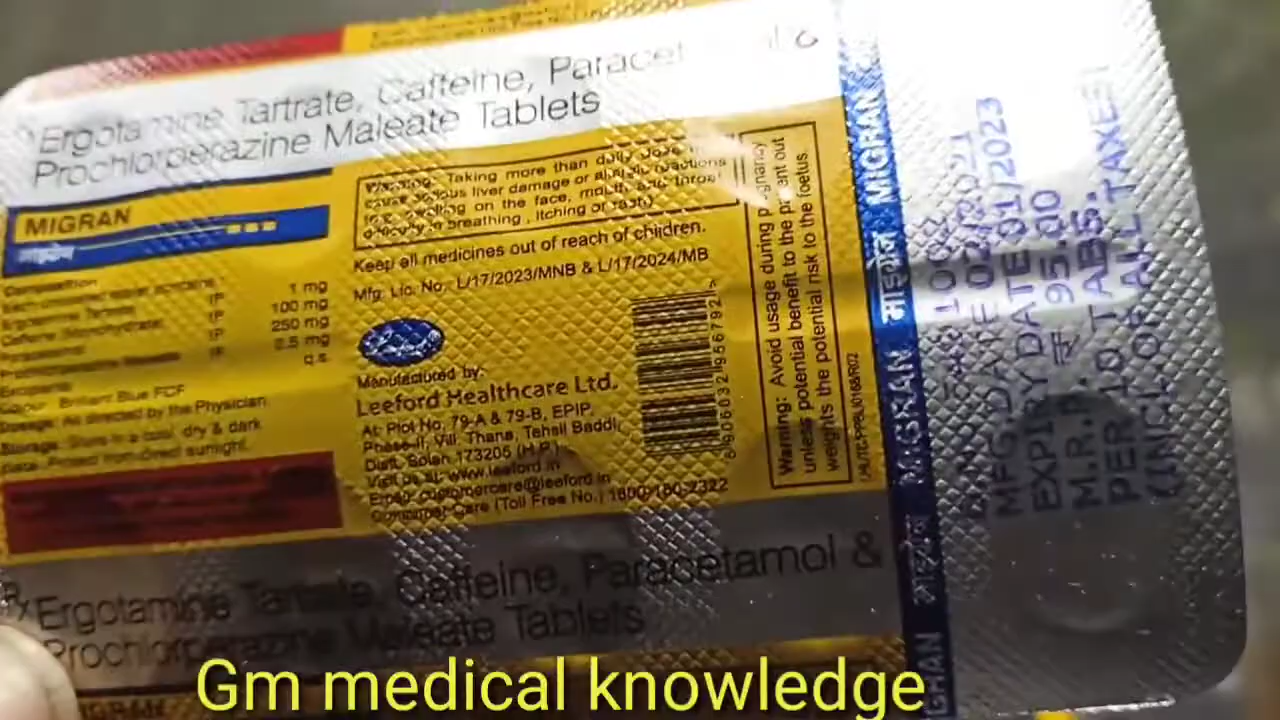 Ergotamine Tartrate, Caffeine, Paracet &
Prochlorperazine Maleate Tablets
MIGRAN
माइग्रेन
Composition
1 mg
Ergotamine Tartrate IP 100 mg
Caffeine IP 250 mg
IP 2.5 mg
q.s.
Brilliant Blue FCF
Dosage: As directed by the Physician
Storage: Store in a cool, dry & dark
place. Protect from direct sunlight.
Warning: Taking more than daily dose may
cause serious liver damage or allergic reactions
swelling on the face, mouth and throat
difficulty in breathing, itching or rash)
Keep all medicines out of reach of children.
Mfg. Lic. No. L/17/2023/MNB & L/17/2024/MB
Manufactured by:
Leeford Healthcare Ltd.
At: Plot No. 79-A & 79-B, EPIP,
Phase-II, Vill. Thana, Tehsil Baddi,
Distt. Solan 173205 (H.P.)
Visit us at: www.leeford.in
Email: customercare@leeford.in
Customer Care (Toll Free No.) 1800-180-2322
Warning: Avoid usage during pregnancy
unless potential benefit to the patient out
weights the potential risk to the foetus
MIGRAN माइग्रेन MIGRAN
MFG. DATE 02/2021
EXPIRY DATE 01/2023
M.R.P. ₹ 95.00
PER 10 TABS.
(INCL. OF ALL TAXES)
Ergotamine Tartrate, Caffeine, Paracetamol &
Prochlorperazine Maleate Tablets
Gm medical knowledge